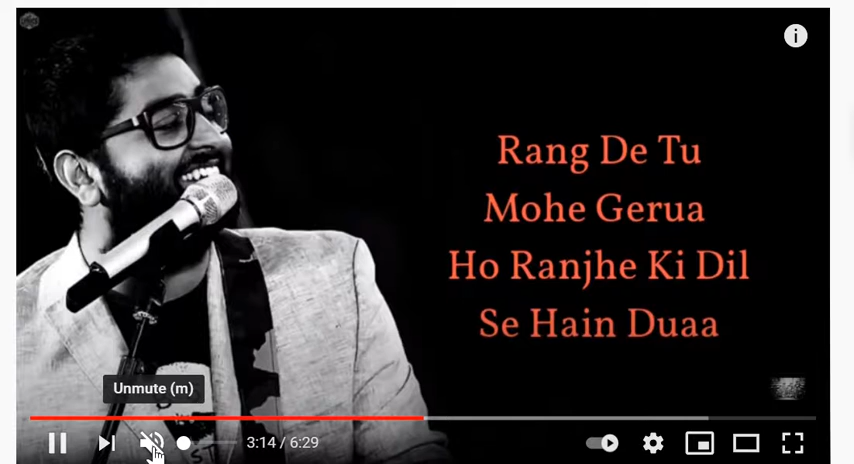 Rang De Tu
Mohe Gerua
Ho Ranjhe Ki Dil
Se Hain Duaa
Unmute (m)
3:14 / 6:29